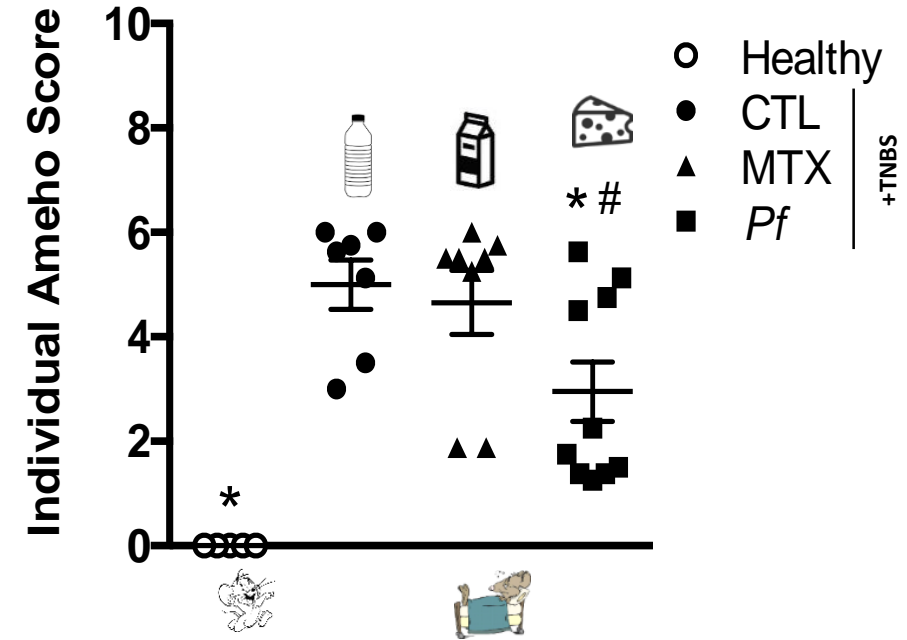 Individual Ameho Score
10
8
6
4
2
0
*
* #
Healthy
CTL
MTX
Pf
+TNBS